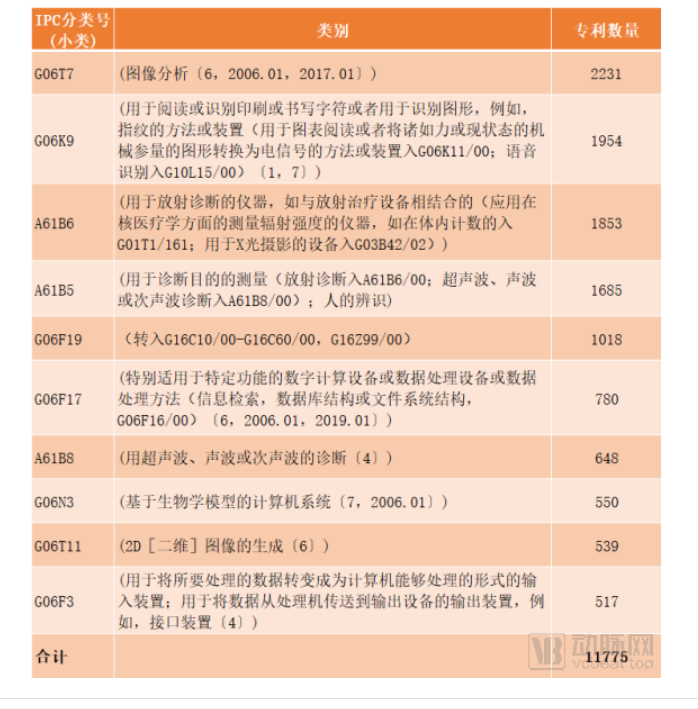 IPC分类号
(小类)
类别
专利数量
G06T7
(图像分析〔6, 2006.01, 2017.01〕)
2231
(用于阅读或识别印刷或书写字符或者用于识别图形，例如，
指纹的方法或装置（用于图表阅读或者将诸如力或现状态的机
械参量的图形转换为电信号的方法或装置入G06K11/00；语音
识别入G10L15/00）〔1, 7〕)
G06K9
1954
(用于放射诊断的仪器，如与放射治疗设备相结合的（应用在
核医疗学方面的测量辐射强度的仪器，如在体内计数的入
G01T1/161；用于X光摄影的设备入G03B42/02）)
A61B6
1853
(用于诊断目的的测量（放射诊断入A61B6/00；超声波、声波
或次声波诊断入A61B8/00）；人的辨识)
A61B5
1685
G06F19
（转入G16C10/00-G16C60/00, G16Z99/00）
1018
(特别适用于特定功能的数字计算设备或数据处理设备或数据
处理方法（信息检索，数据库结构或文件系统结构，
G06F16/00）〔6, 2006.01, 2019.01〕)
G06F17
780
A61B8
(用超声波、声波或次声波的诊断〔4〕)
648
G06N3
(基于生物学模型的计算机系统〔7, 2006.01〕)
550
G06T11
(2D［二维］图像的生成〔6〕)
539
(用于将所要处理的数据转变成为计算机能够处理的形式的输
入装置；用于将数据从处理机传送到输出设备的输出装置，例
如，接口装置〔4〕)
G06F3
517
合计
11775
动脉网
vcbeat.top